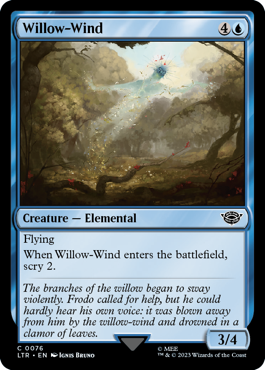 Willow-Wind 4
Creature — Elemental
Flying
When Willow-Wind enters the battlefield,
scry 2.
The branches of the willow began to sway
violently. Frodo called for help, but he could
hardly hear his own voice: it was blown away
from him by the willow-wind and drowned in a
clamor of leaves.
3/4
C 0076 © MEE
LTR • EN Ignis Bruno ™ & © 2023 Wizards of the Coast